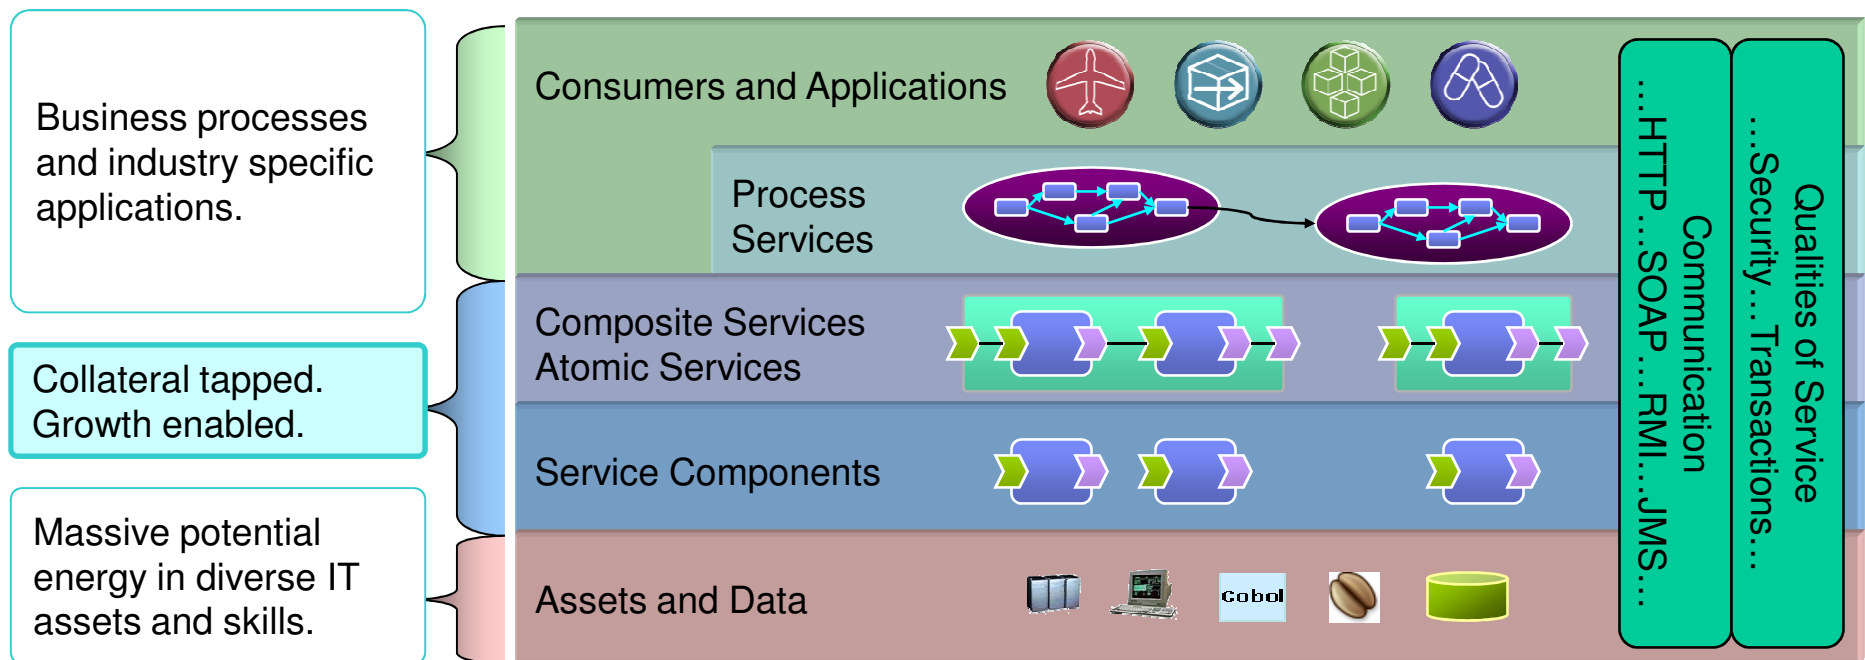 Business processes
and industry specific
applications.
Collateral tapped.
Growth enabled.
Massive potential
energy in diverse IT
assets and skills.
Consumers and Applications
Process
Services
Composite Services
Atomic Services
Service Components
Assets and Data
Cobol
Communication
....HTTP ....SOAP ....RMI....JMS....
Qualities of Service
....Security....Transactions....